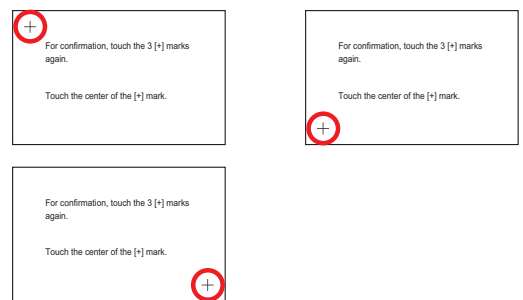 +
For confirmation, touch the 3 [+] marks
again.
Touch the center of the [+] mark.
For confirmation, touch the 3 [+] marks
again.
Touch the center of the [+] mark.
+
For confirmation, touch the 3 [+] marks
again.
Touch the center of the [+] mark.
+